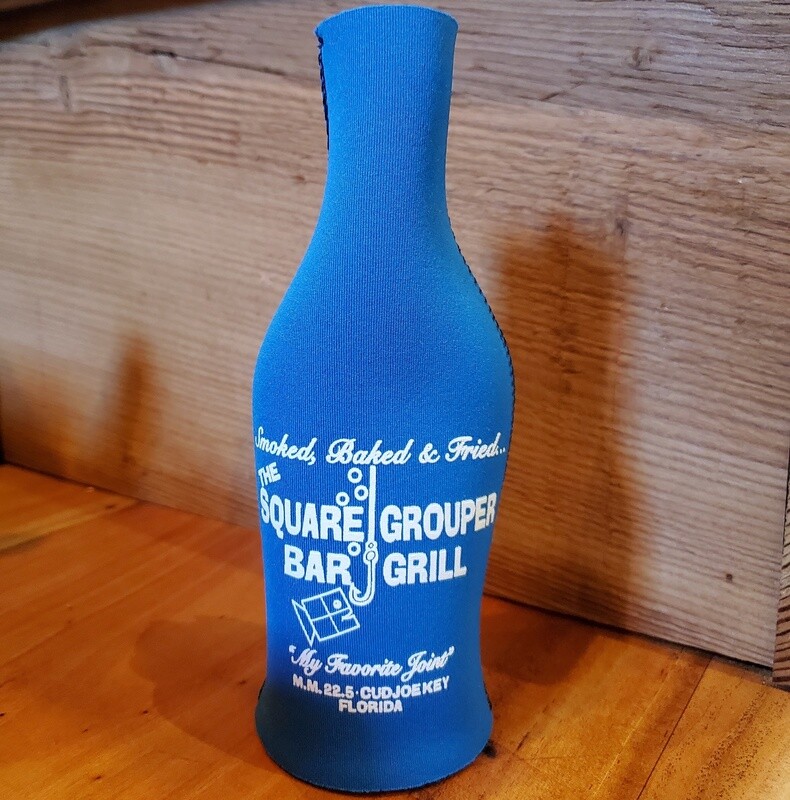 Smoked, Baked & Fried...
THE
SQUARE GROUPER
BAR GRILL
"My Favorite Joint"
M.M. 22.5 · CUDJOE KEY
FLORIDA